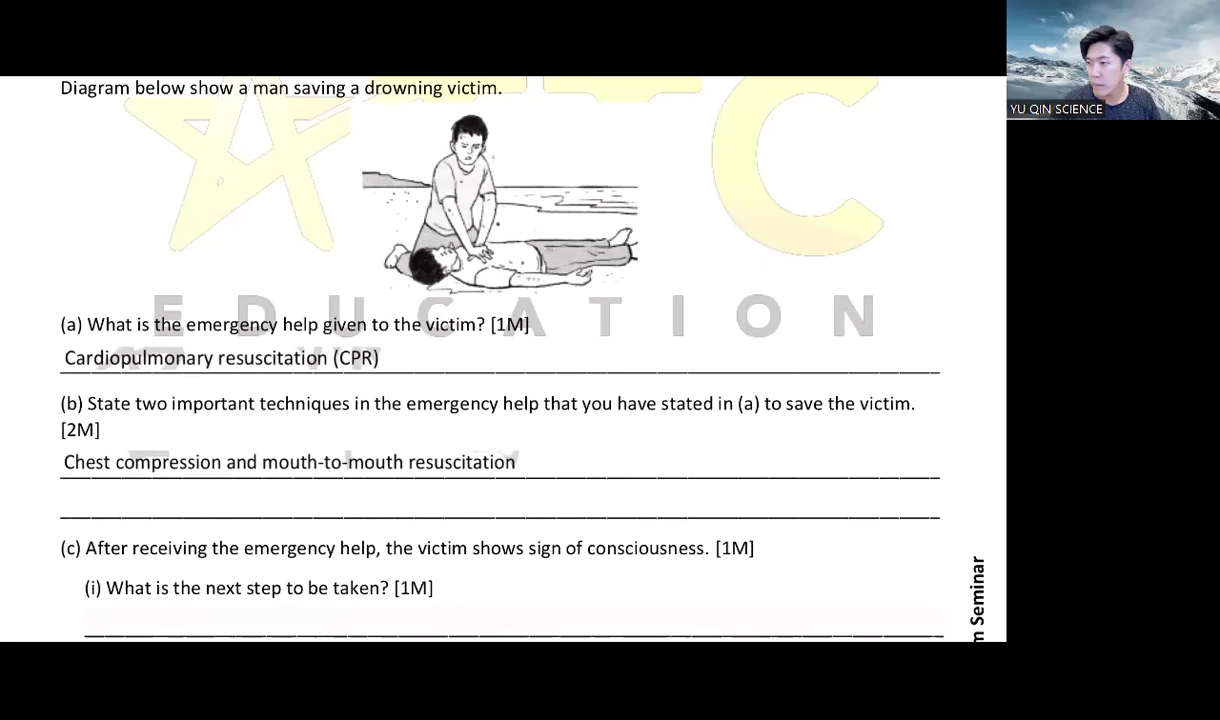 Diagram below show a man saving a drowning victim.
YU QIN SCIENCE
EDUCATION
(a) What is the emergency help given to the victim? [1M]
Cardiopulmonary resuscitation (CPR)
(b) State two important techniques in the emergency help that you have stated in (a) to save the victim.
[2M]
Chest compression and mouth-to-mouth resuscitation
(c) After receiving the emergency help, the victim shows sign of consciousness. [1M]
(i) What is the next step to be taken? [1M]
Seminar